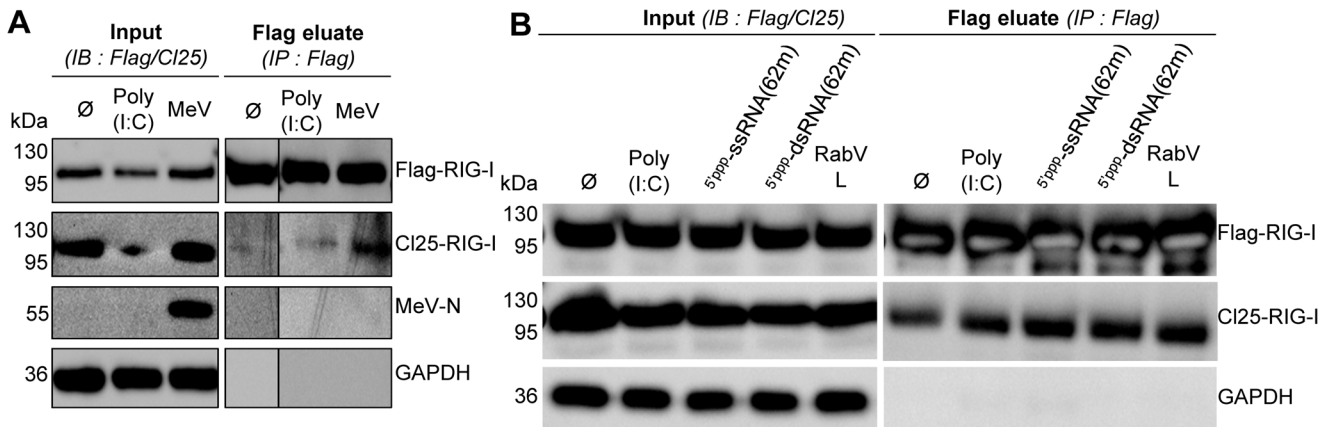 A
Input
(IB : Flag/Cl25)
Flag eluate
(IP : Flag)
kDa
Ø
Poly
(I:C)
MeV
Ø
Poly
(I:C)
MeV
130
95
Flag-RIG-I
130
95
Cl25-RIG-I
55
MeV-N
36
GAPDH
B
Input (IB : Flag/Cl25)
Flag eluate (IP : Flag)
kDa
Ø
Poly
(I:C)
5'ppp-ssRNA(62m)
5'ppp-dsRNA(62m)
RabV
L
Ø
Poly
(I:C)
5'ppp-ssRNA(62m)
5'ppp-dsRNA(62m)
RabV
L
130
95
Flag-RIG-I
130
95
Cl25-RIG-I
36
GAPDH